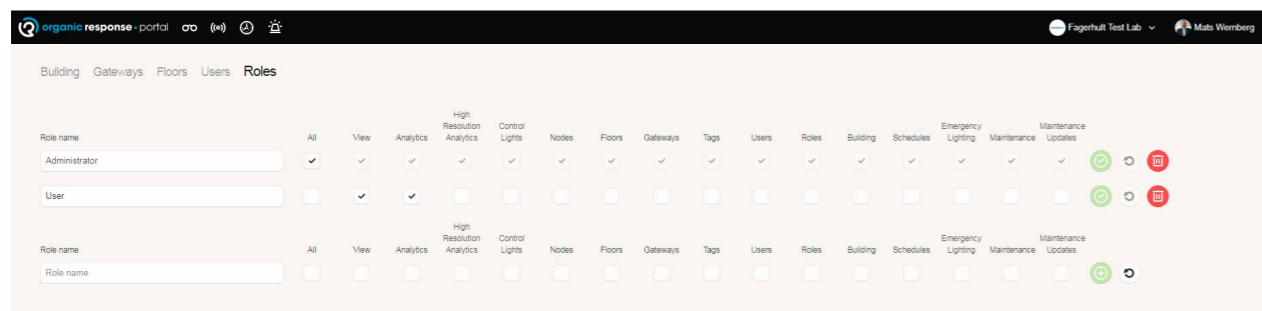 organic response · portal
Fagerhult Test Lab
Mats Wernberg
Building Gateways Floors Users Roles
Role name All View Analytics High Resolution Analytics Control Lights Nodes Floors Gateways Tags Users Roles Building Schedules Emergency Lighting Maintenance Maintenance Updates
Administrator
User
Role name All View Analytics High Resolution Analytics Control Lights Nodes Floors Gateways Tags Users Roles Building Schedules Emergency Lighting Maintenance Maintenance Updates
Role name